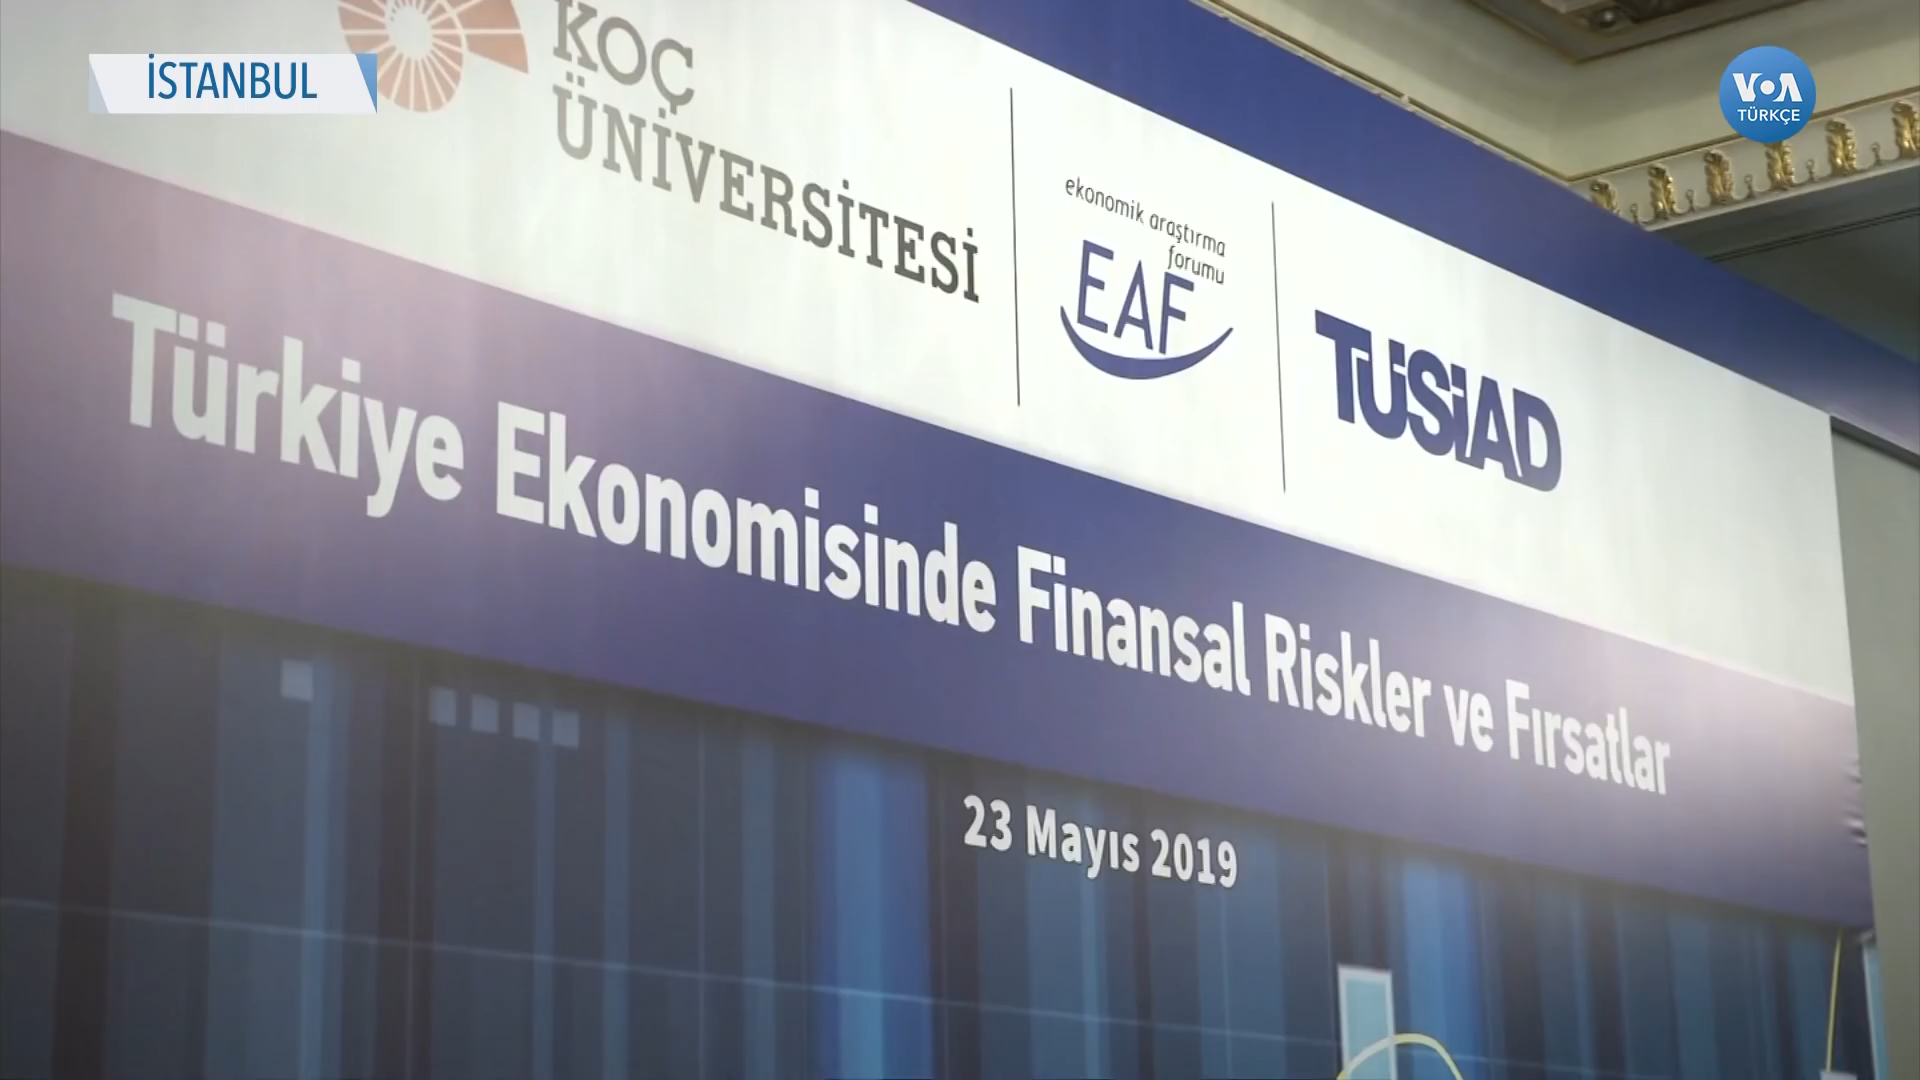 İSTANBUL
VOA
TÜRKÇE
KOÇ
ÜNİVERSİTESİ
ekonomik araştırma
forumu
EAF
TÜSİAD
Türkiye Ekonomisinde Finansal Riskler ve Fırsatlar
23 Mayıs 2019